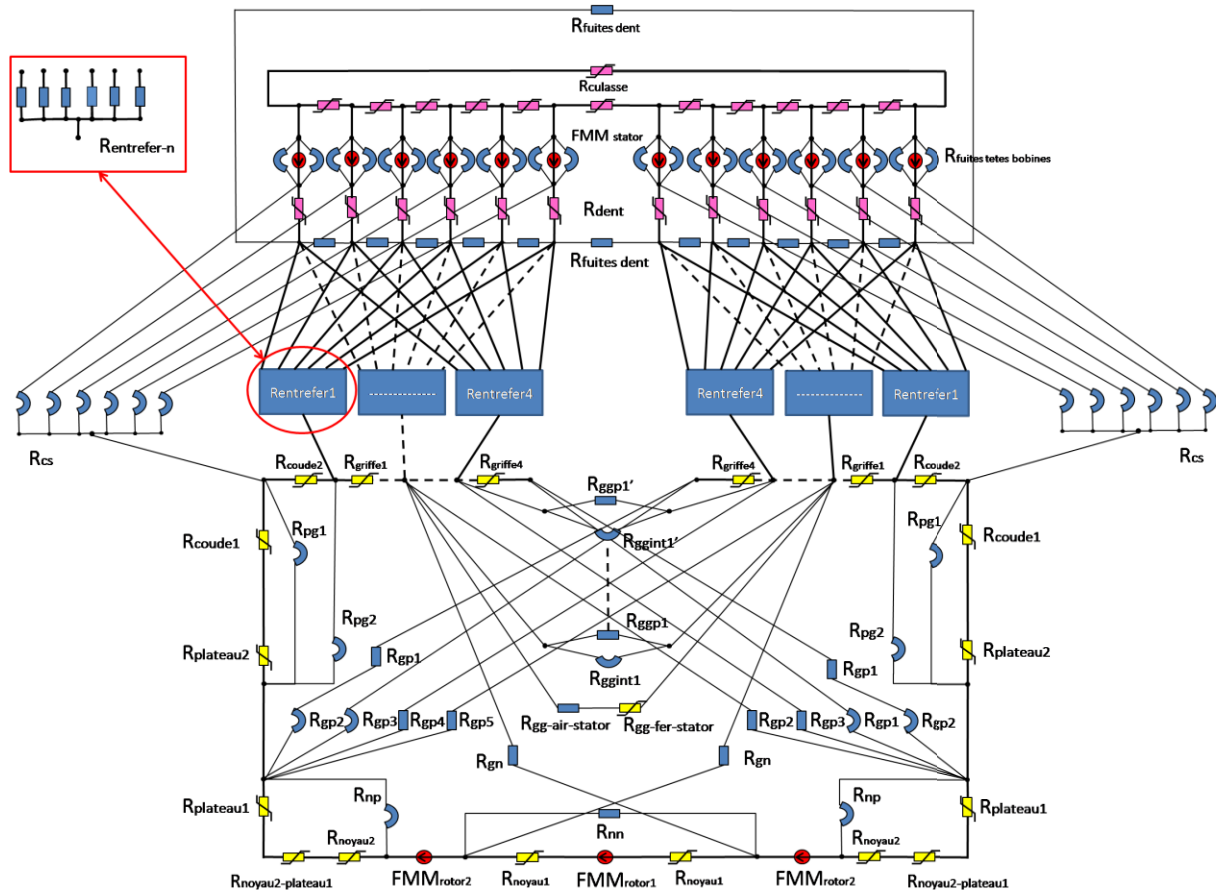 Rfuites dent
Rculasse
Rentrefer-n
FMM stator
Rfuites tetes bobines
Rdent
Rfuites dent
Rentrefer1
--------------
Rentrefer4
Rentrefer4
--------------
Rentrefer1
Rcs
Rcs
Rcoude2
Rgriffe1
Rgriffe4
Rggp1'
Rgriffe4
Rgriffe1
Rcoude2
Rcoude1
Rpg1
Rggint1'
Rpg1
Rcoude1
Rpg2
Rggp1
Rpg2
Rplateau2
Rgp1
Rggint1
Rgp1
Rplateau2
Rgp2
Rgp3
Rgp4
Rgp5
Rgg-air-stator
Rgg-fer-stator
Rgp2
Rgp3
Rgp1
Rgp2
Rgn
Rgn
Rplateau1
Rnp
Rnn
Rnp
Rplateau1
Rnoyau2
Rnoyau2
Rnoyau2-plateau1
FMMrotor2
Rnoyau1
FMMrotor1
Rnoyau1
FMMrotor2
Rnoyau2-plateau1